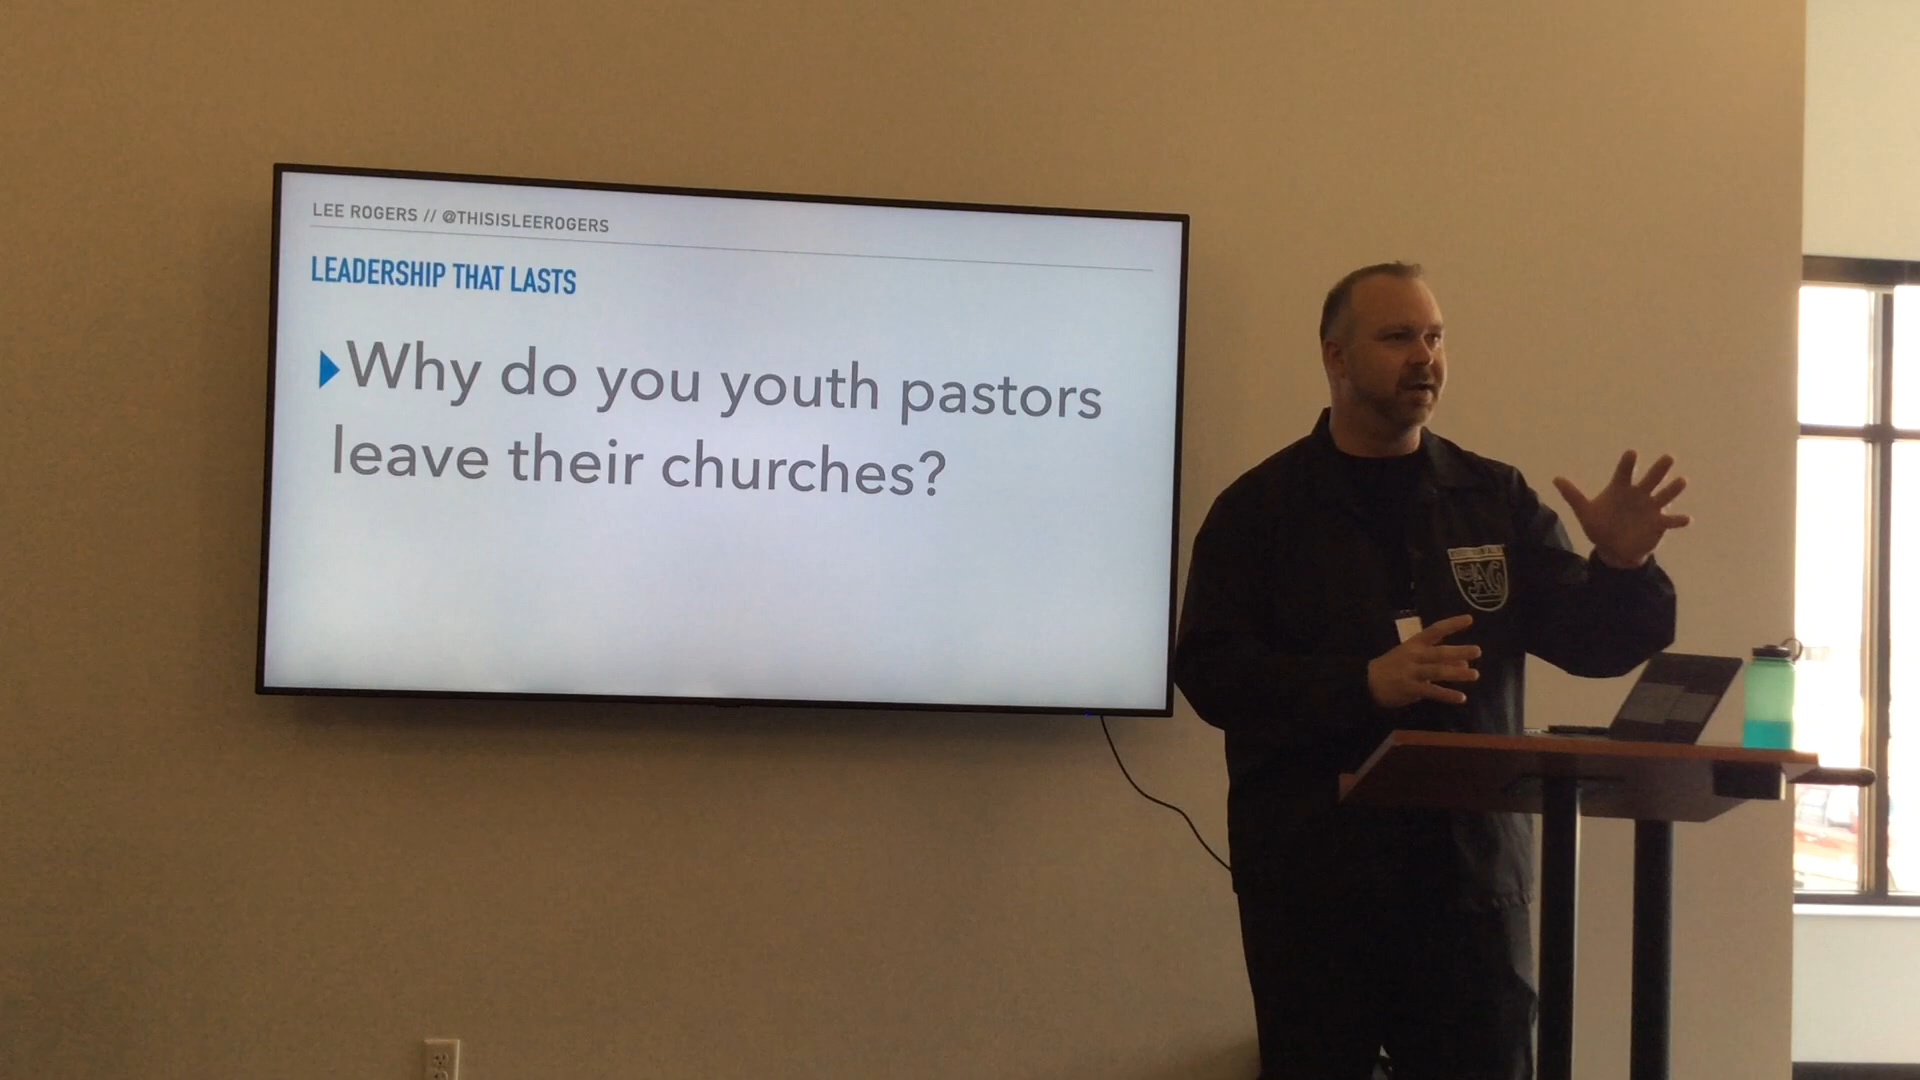 LEE ROGERS // @THISISLEEROGERS
LEADERSHIP THAT LASTS
Why do you youth pastors
leave their churches?